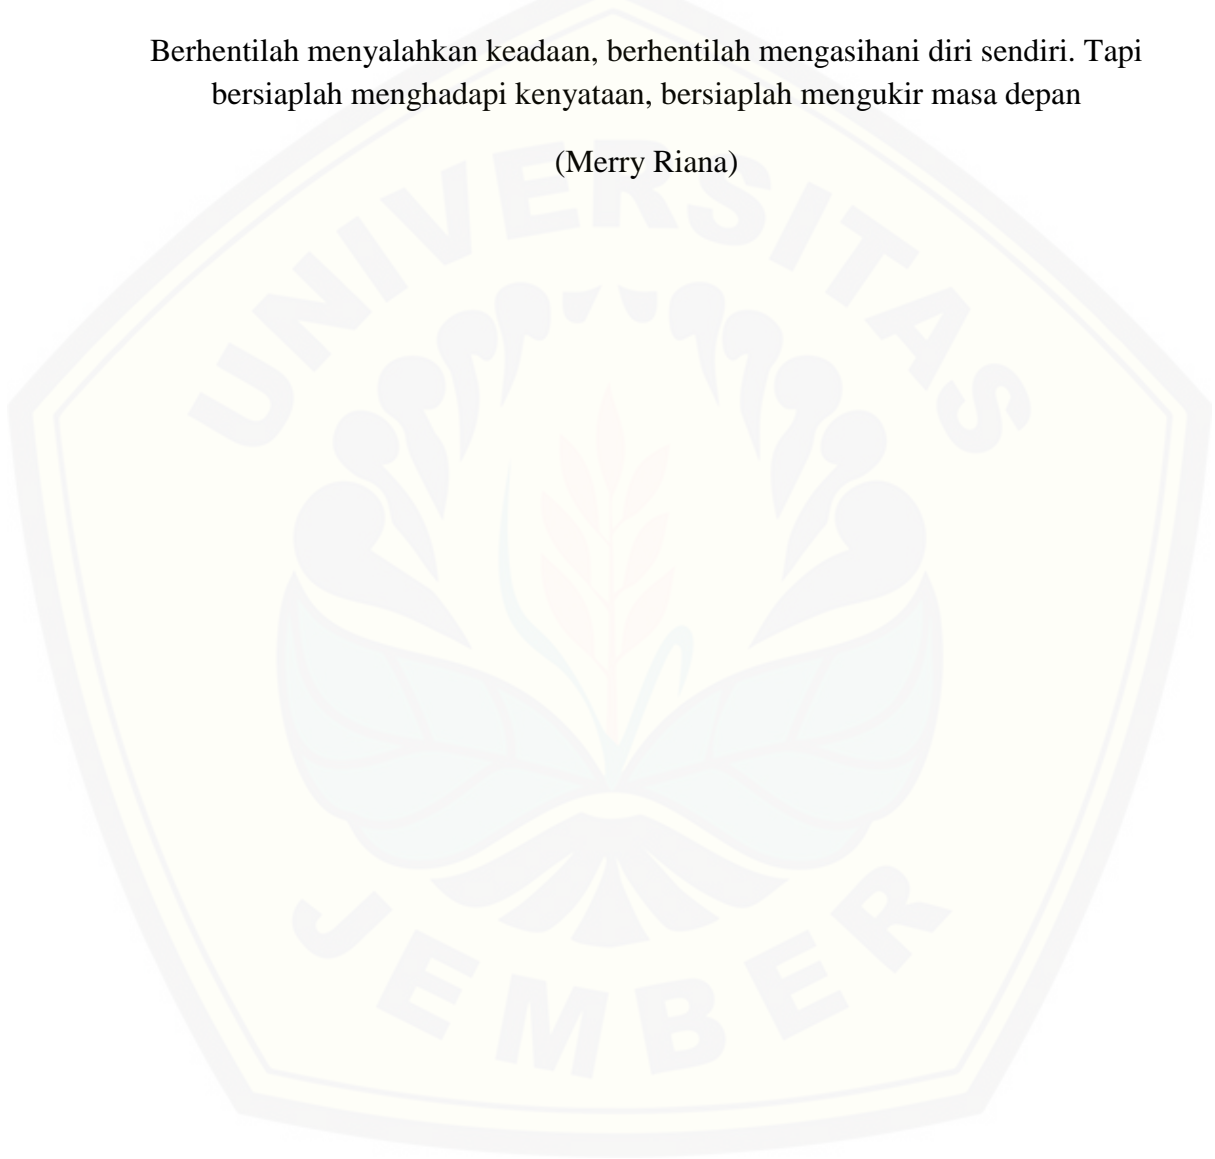 Berhentilah menyalahkan keadaan, berhentilah mengasihani diri sendiri. Tapi
bersiaplah menghadapi kenyataan, bersiaplah mengukir masa depan
(Merry Riana)
UNIVERSITAS
JEMBER